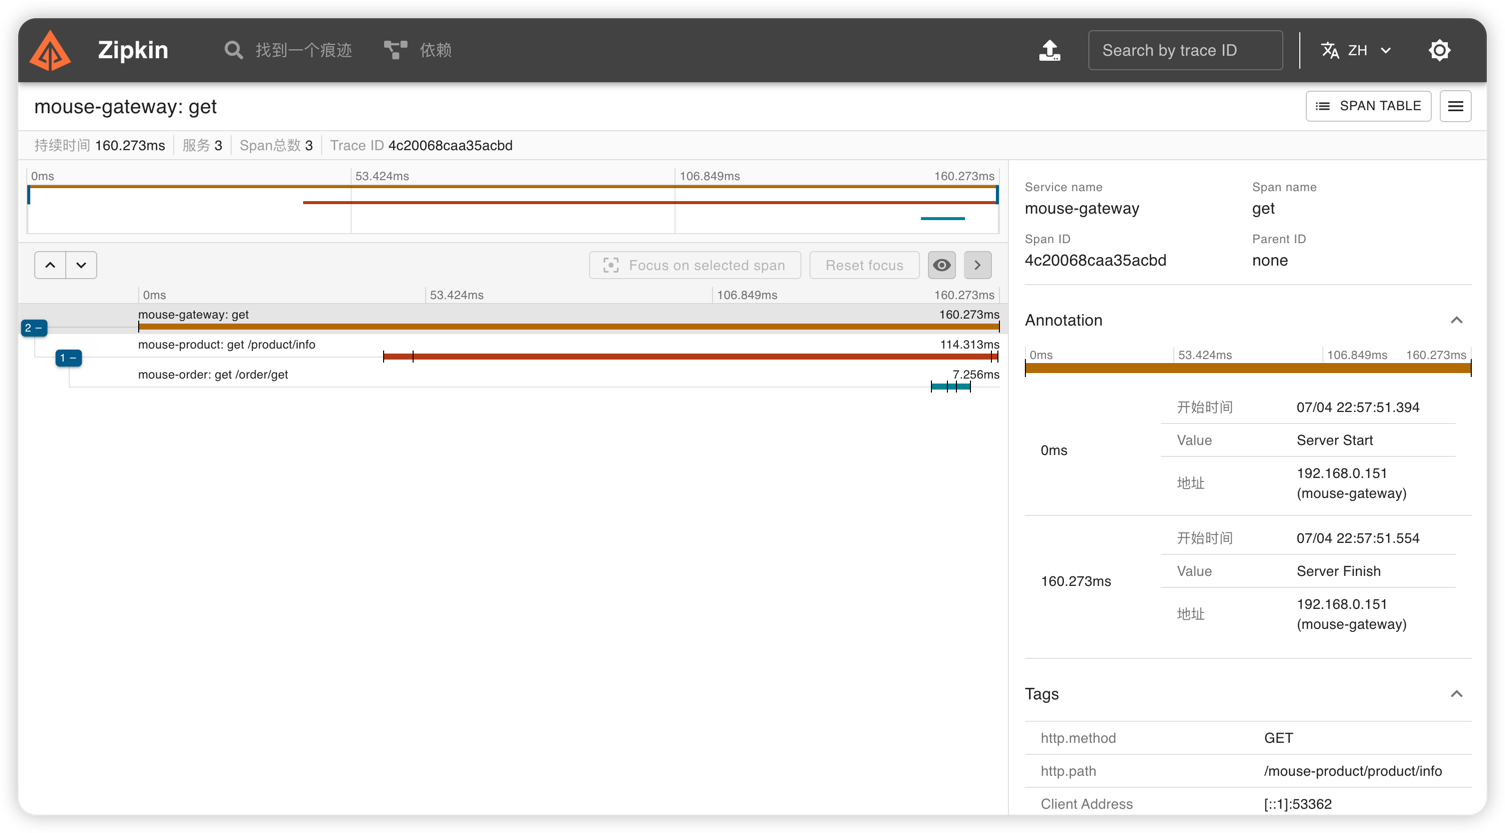 Zipkin 找到一个痕迹 依赖 Search by trace ID ZH
mouse-gateway: get SPAN TABLE
持续时间 160.273ms 服务 3 Span总数 3 Trace ID 4c20068caa35acbd
0ms 53.424ms 106.849ms 160.273ms
Focus on selected span Reset focus
0ms 53.424ms 106.849ms 160.273ms
mouse-gateway: get 160.273ms
2 −
mouse-product: get /product/info 114.313ms
1 −
mouse-order: get /order/get 7.256ms
Service name Span name
mouse-gateway get
Span ID Parent ID
4c20068caa35acbd none
Annotation
0ms 53.424ms 106.849ms 160.273ms
开始时间 07/04 22:57:51.394
Value Server Start
0ms
地址 192.168.0.151
(mouse-gateway)
开始时间 07/04 22:57:51.554
Value Server Finish
160.273ms
地址 192.168.0.151
(mouse-gateway)
Tags
http.method GET
http.path /mouse-product/product/info
Client Address [::1]:53362